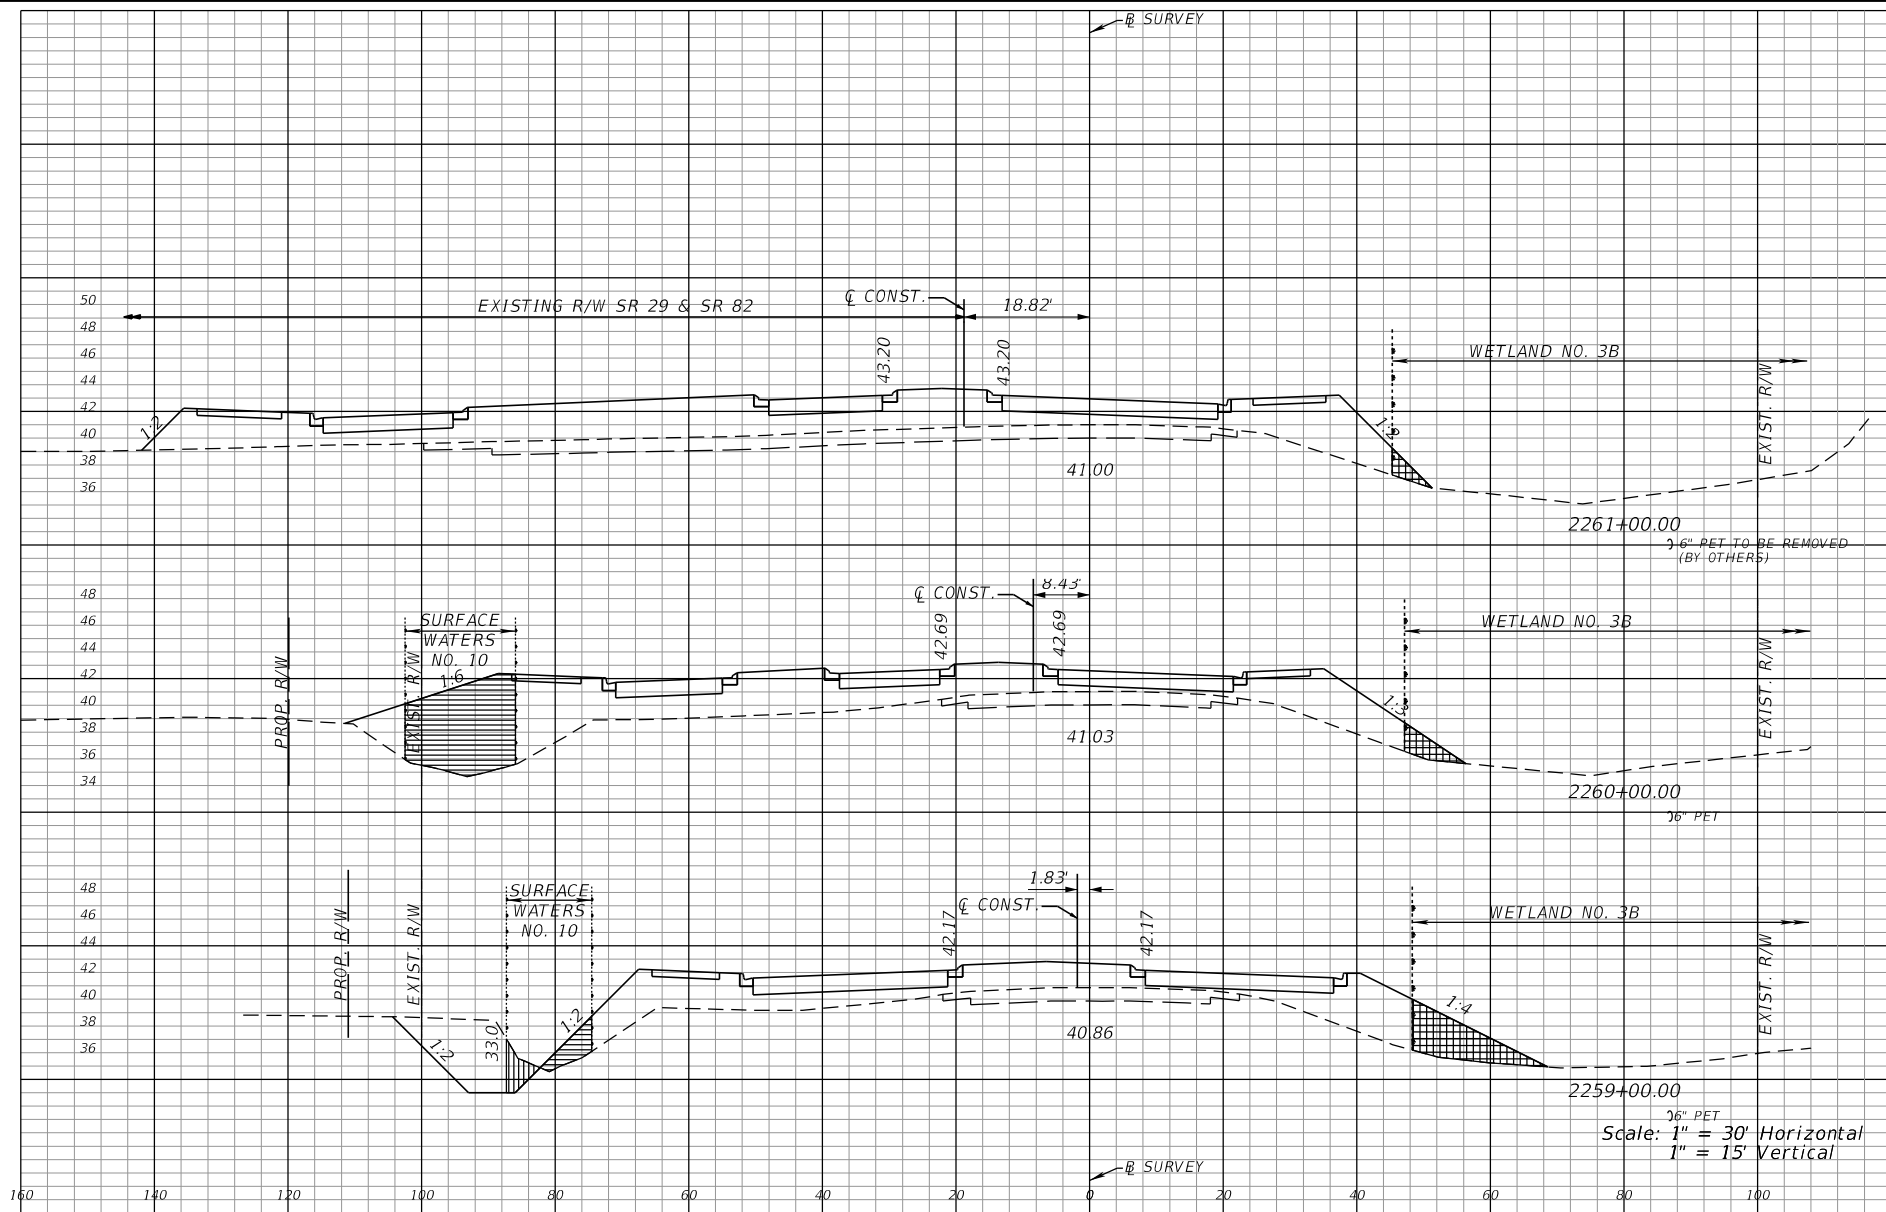 ℄ SURVEY
50
48
46
44
42
40
38
36
EXISTING R/W SR 29 & SR 82
℄ CONST.
18.82'
43.20
43.20
1:2
41.00
1:2
WETLAND NO. 3B
EXIST. R/W
2261+00.00
6" PET TO BE REMOVED
(BY OTHERS)
48
46
44
42
40
38
36
34
PROP. R/W
SURFACE
WATERS
NO. 10
EXIST. R/W
1:6
℄ CONST.
8.43'
42.69
42.69
41.03
1:3
WETLAND NO. 3B
EXIST. R/W
2260+00.00
6" PET
48
46
44
42
40
38
36
PROP. R/W
EXIST. R/W
SURFACE
WATERS
NO. 10
1:2
33.0
1:2
1.83'
℄ CONST.
42.17
42.17
40.86
1:4
WETLAND NO. 3B
EXIST. R/W
2259+00.00
6" PET
Scale: 1" = 30' Horizontal
1" = 15' Vertical
℄ SURVEY
160 140 120 100 80 60 40 20 0 20 40 60 80 100